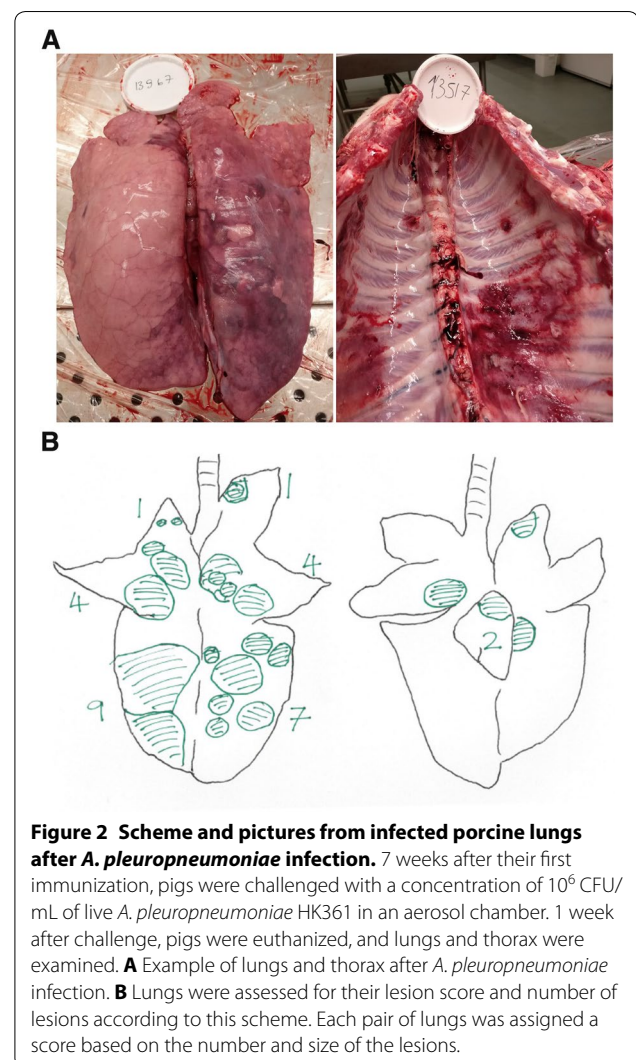 A
13967
13517
B
1
1
4
4
9
7
2
Figure 2 Scheme and pictures from infected porcine lungs
after A. pleuropneumoniae infection. 7 weeks after their first
immunization, pigs were challenged with a concentration of 10⁶ CFU/
mL of live A. pleuropneumoniae HK361 in an aerosol chamber. 1 week
after challenge, pigs were euthanized, and lungs and thorax were
examined. A Example of lungs and thorax after A. pleuropneumoniae
infection. B Lungs were assessed for their lesion score and number of
lesions according to this scheme. Each pair of lungs was assigned a
score based on the number and size of the lesions.